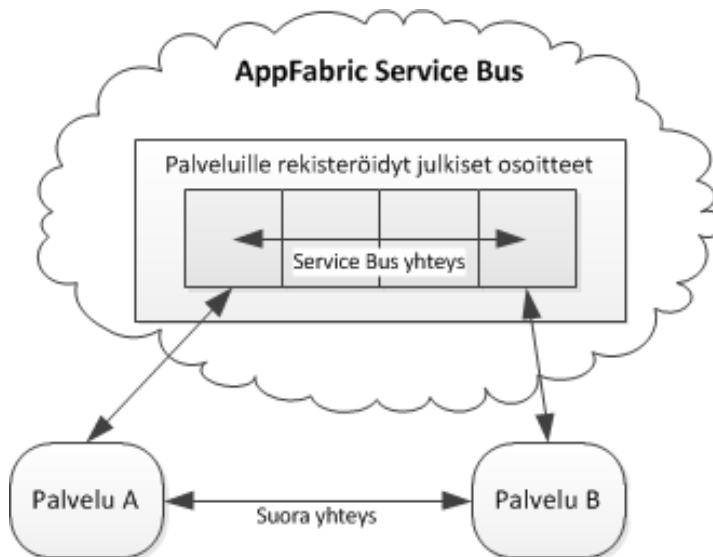 AppFabric Service Bus
Palveluille rekisteröidyt julkiset osoitteet
Service Bus yhteys
Palvelu A
Suora yhteys
Palvelu B